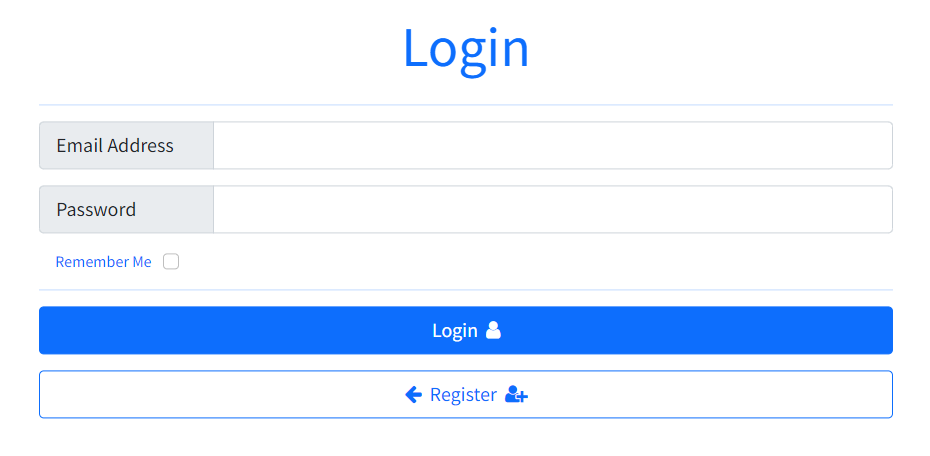 Login
Email Address
Password
Remember Me
Login
Register